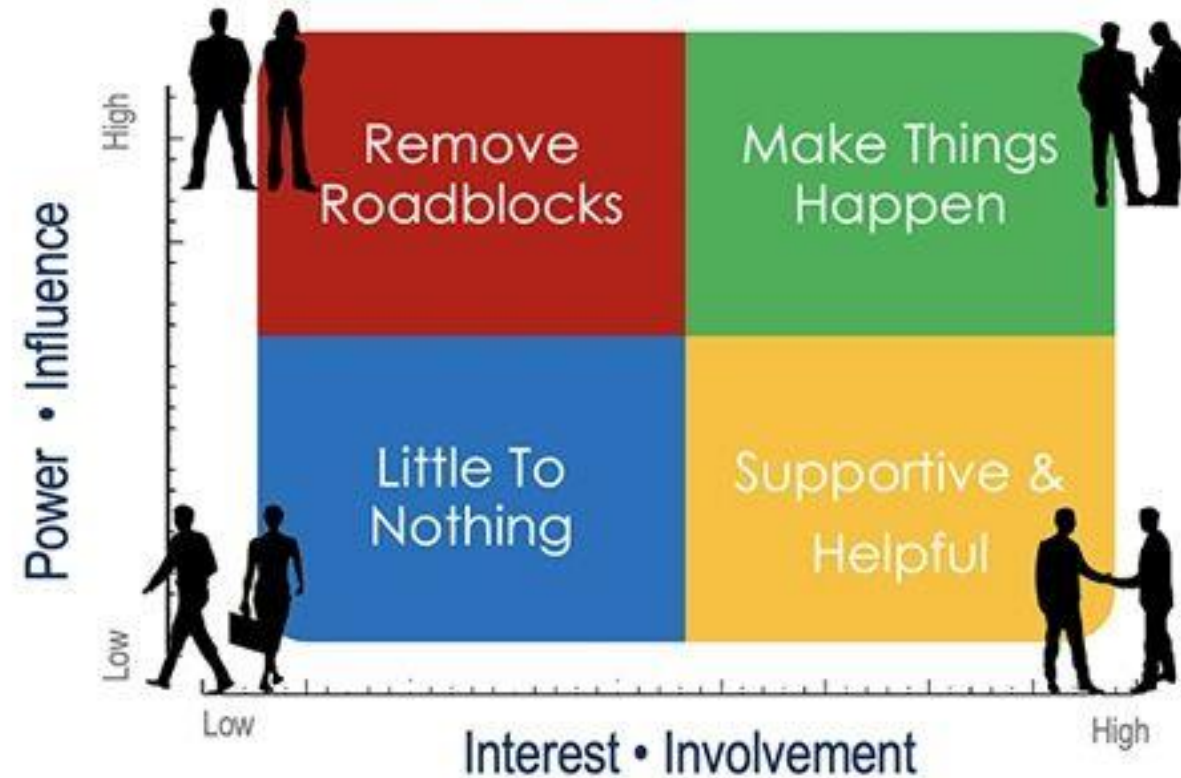 High
Power • Influence
Low
Remove
Roadblocks
Make Things
Happen
Little To
Nothing
Supportive &
Helpful
Low
Interest • Involvement
High